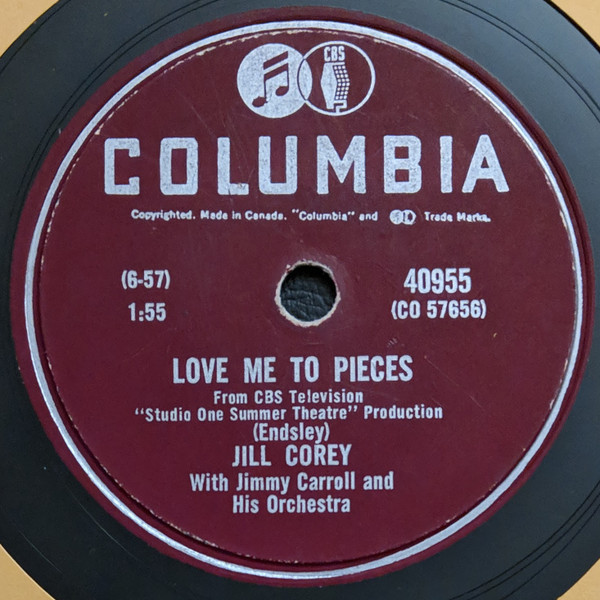 CBS
COLUMBIA
Copyrighted. Made in Canada. "Columbia" and Trade Marks.
(6-57)
1:55
40955
(CO 57656)
LOVE ME TO PIECES
From CBS Television
"Studio One Summer Theatre" Production
(Endsley)
JILL COREY
With Jimmy Carroll and
His Orchestra